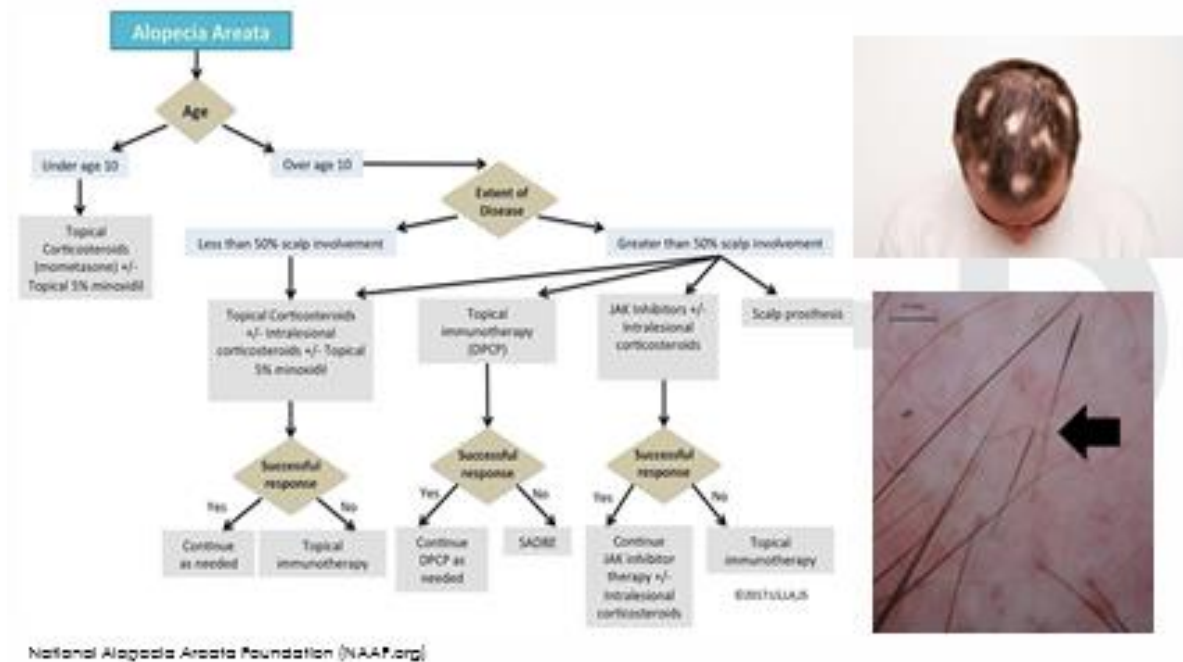 Alopecia Areata
Age
Under age 10
Over age 10
Extent of
Disease
Topical
Corticosteroids
(mometasone) +/-
Topical 5% minoxidil
Less than 50% scalp involvement
Greater than 50% scalp involvement
Topical Corticosteroids
+/- Intralesional
corticosteroids +/- Topical
5% minoxidil
Topical
immunotherapy
(DPCP)
JAK Inhibitors +/-
Intralesional
corticosteroids
Scalp prosthesis
Successful
response
Successful
response
Successful
response
Yes
No
Yes
No
Yes
No
Continue
as needed
Topical
immunotherapy
Continue
DPCP as
needed
SADBE
Continue
JAK inhibitor
therapy +/-
Intralesional
corticosteroids
Topical
immunotherapy
National Alopecia Areata Foundation (NAAF.org)